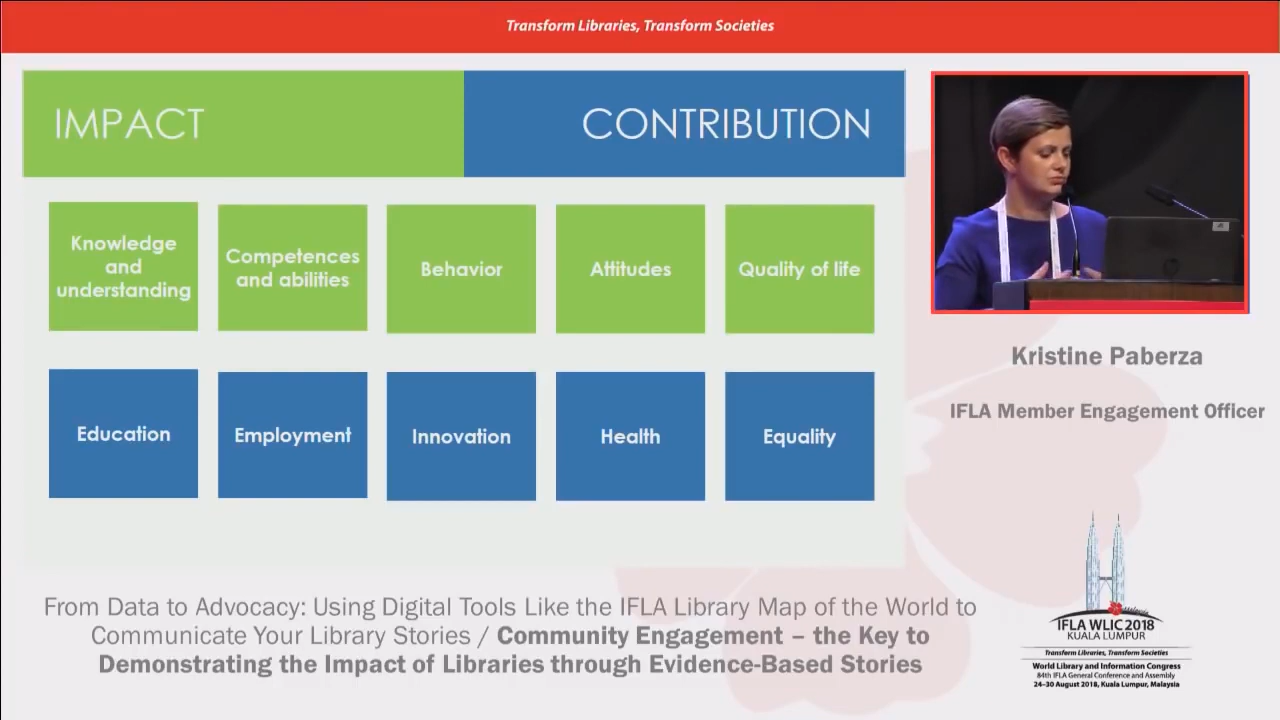 Transform Libraries, Transform Societies
IMPACT
CONTRIBUTION
Knowledge
and
understanding
Competences
and abilities
Behavior
Attitudes
Quality of life
Education
Employment
Innovation
Health
Equality
Kristine Paberza
IFLA Member Engagement Officer
From Data to Advocacy: Using Digital Tools Like the IFLA Library Map of the World to
Communicate Your Library Stories / Community Engagement – the Key to
Demonstrating the Impact of Libraries through Evidence-Based Stories
Malaysia
IFLA WLIC 2018
KUALA LUMPUR
Transform Libraries, Transform Societies
World Library and Information Congress
84th IFLA General Conference and Assembly
24–30 August 2018, Kuala Lumpur, Malaysia